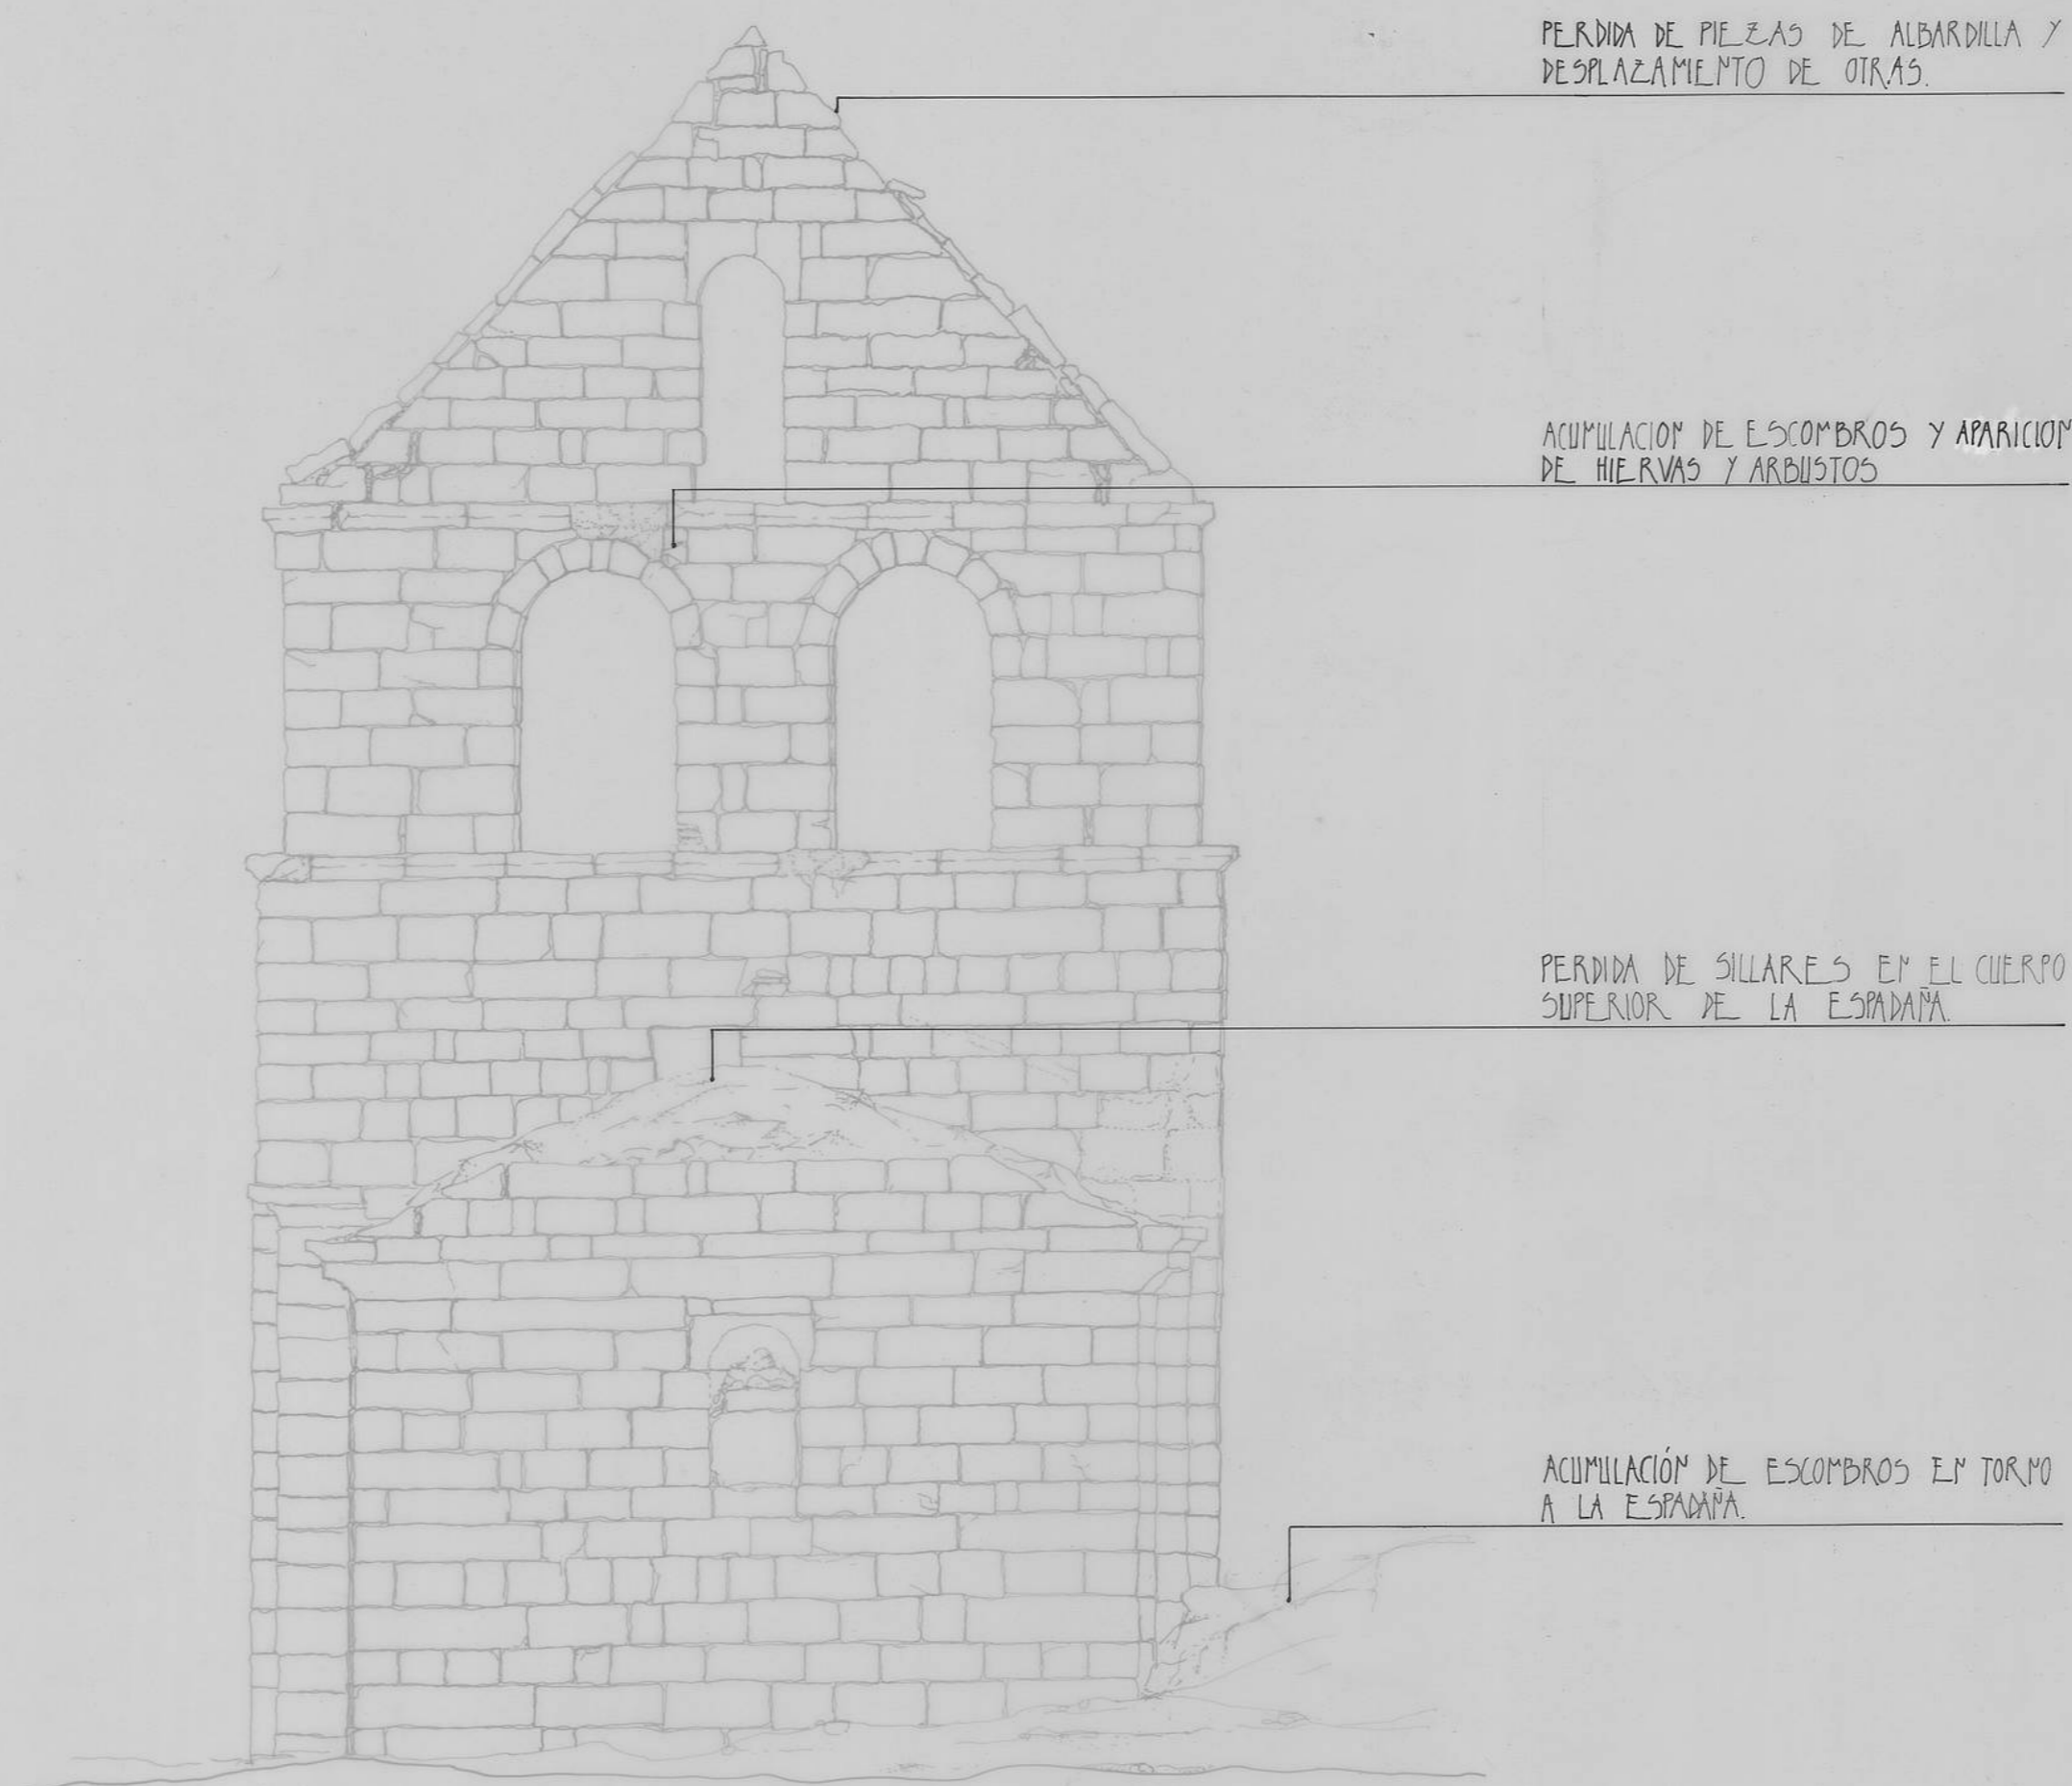 PERDIDA DE PIEZAS DE ALBARDILLA Y
DESPLAZAMIENTO DE OTRAS.
ACUMULACION DE ESCOMBROS Y APARICION
DE HIERVAS Y ARBUSTOS
PERDIDA DE SILLARES EN EL CUERPO
SUPERIOR DE LA ESPADAÑA.
ACUMULACIÓN DE ESCOMBROS EN TORNO
A LA ESPADAÑA.